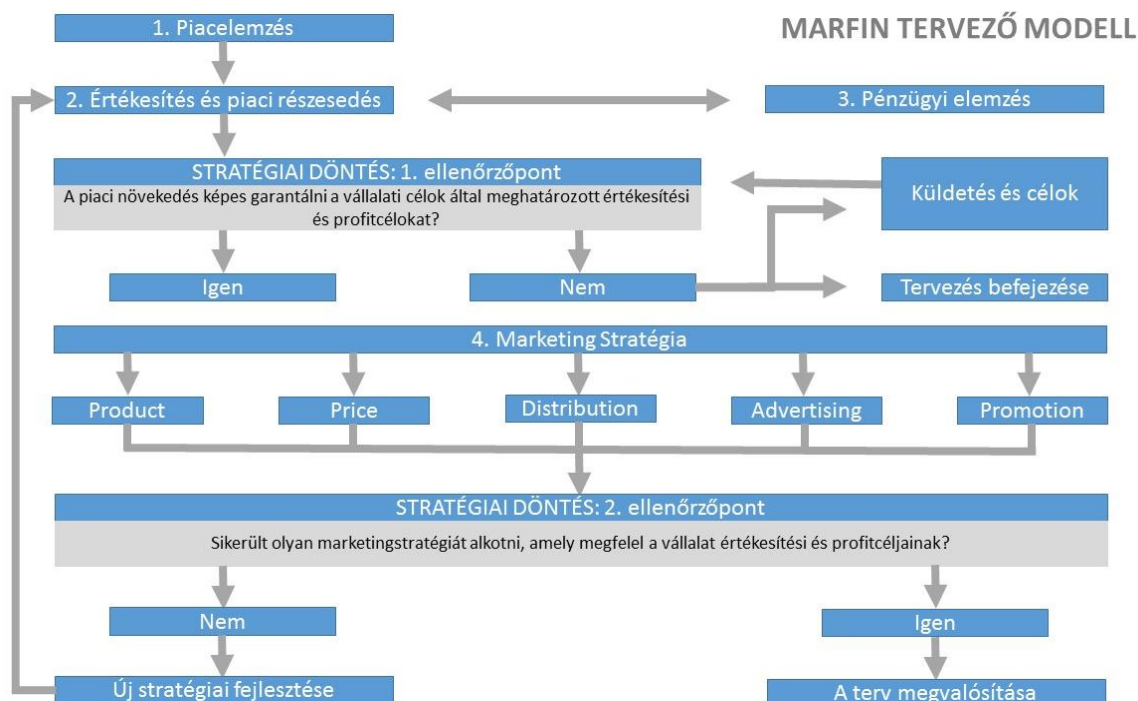 MARFIN TERVEZŐ MODELL
1. Piacelemzés
2. Értékesítés és piaci részesedés
3. Pénzügyi elemzés
STRATÉGIAI DÖNTÉS: 1. ellenőrzőpont
A piaci növekedés képes garantálni a vállalati célok által meghatározott értékesítési
és profitcélokat?
Küldetés és célok
Igen
Nem
Tervezés befejezése
4. Marketing Stratégia
Product
Price
Distribution
Advertising
Promotion
STRATÉGIAI DÖNTÉS: 2. ellenőrzőpont
Sikerült olyan marketingstratégiát alkotni, amely megfelel a vállalat értékesítési és profitcéljainak?
Nem
Igen
Új stratégiai fejlesztése
A terv megvalósítása